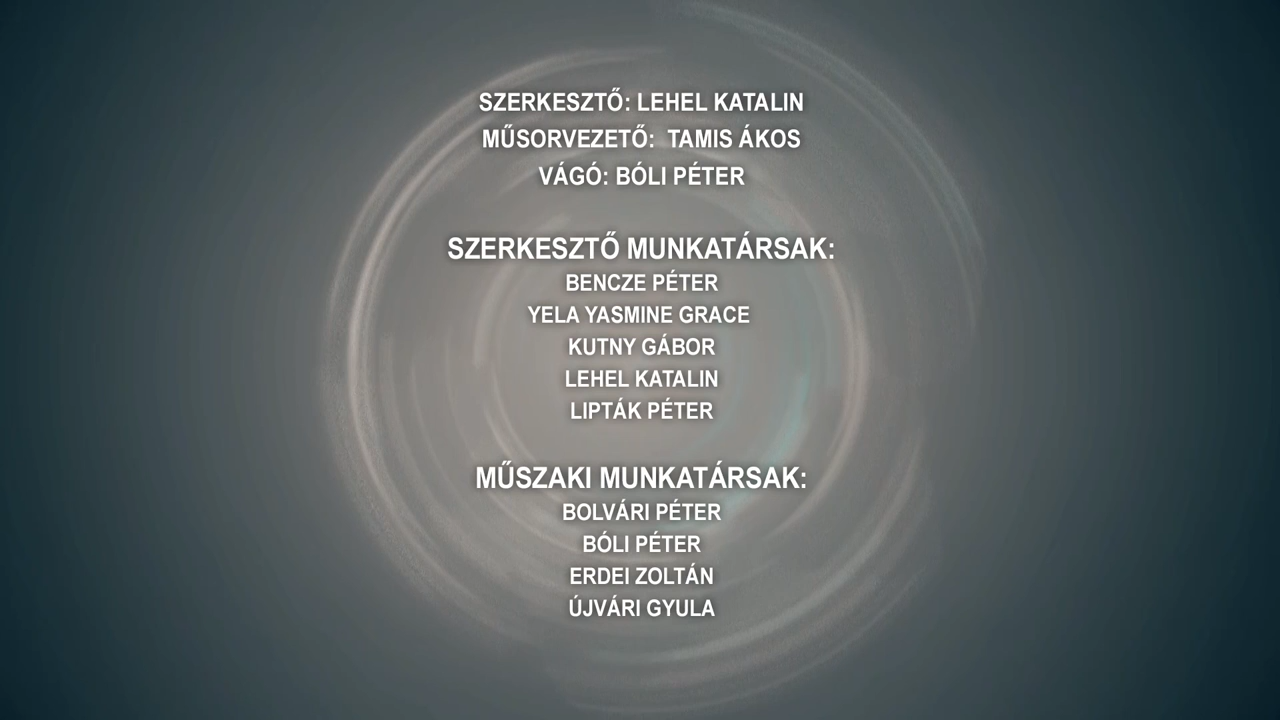 SZERKESZTŐ: LEHEL KATALIN
MŰSORVEZETŐ: TAMIS ÁKOS
VÁGÓ: BÓLI PÉTER
SZERKESZTŐ MUNKATÁRSAK:
BENCZE PÉTER
YELA YASMINE GRACE
KUTNY GÁBOR
LEHEL KATALIN
LIPTÁK PÉTER
MŰSZAKI MUNKATÁRSAK:
BOLVÁRI PÉTER
BÓLI PÉTER
ERDEI ZOLTÁN
ÚJVÁRI GYULA